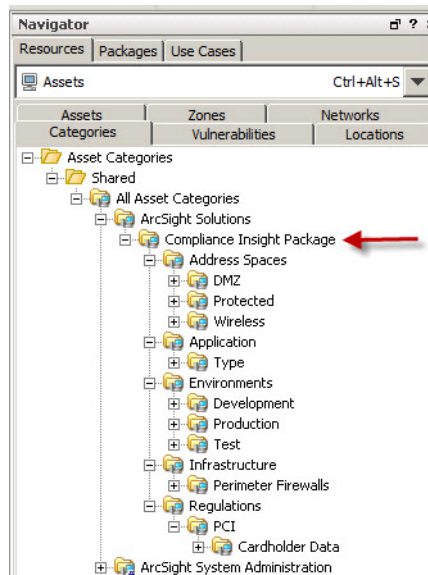 Navigator
?
Resources Packages Use Cases
Assets Ctrl+Alt+S
Assets Zones Networks
Categories Vulnerabilities Locations
Asset Categories
Shared
All Asset Categories
ArcSight Solutions
Compliance Insight Package
Address Spaces
DMZ
Protected
Wireless
Application
Type
Environments
Development
Production
Test
Infrastructure
Perimeter Firewalls
Regulations
PCI
Cardholder Data
ArcSight System Administration